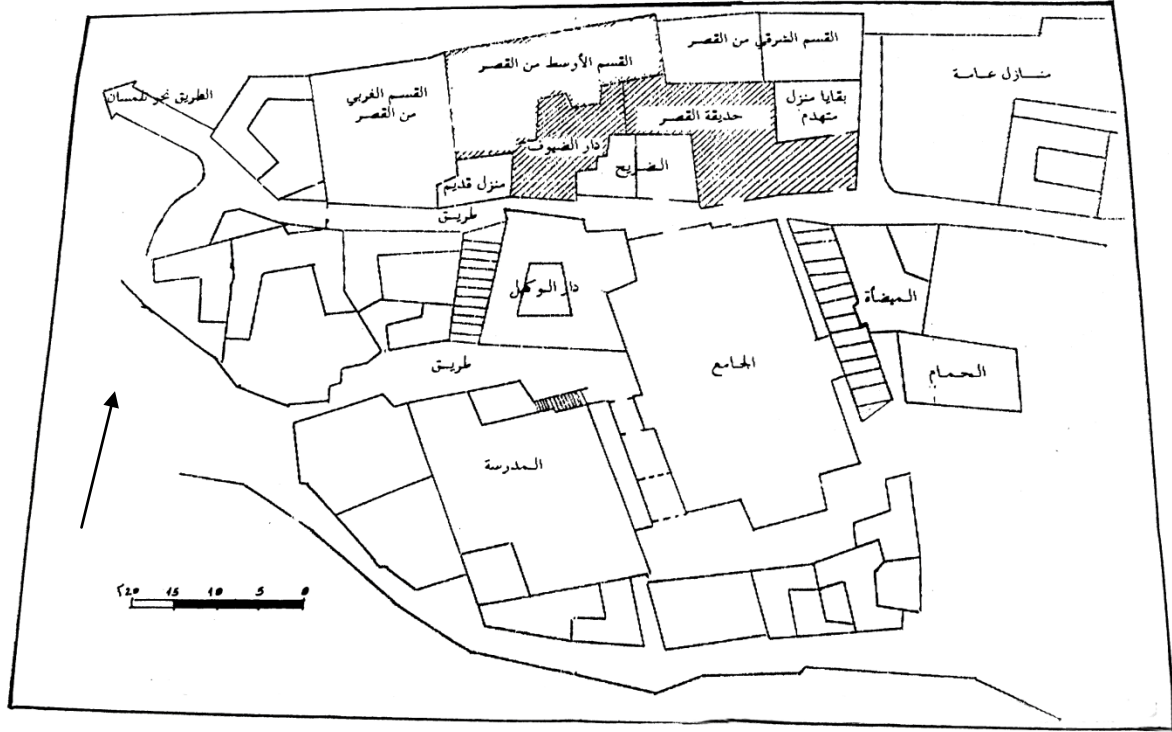 القسم الشرقي من القصر
القسم الأوسط من القصر
منازل عامة
القسم الغربي
من القصر
الطريق نحو تلمسان
بقايا منزل
متهدم
حديقة القصر
دار الضيوف
الضريح
منزل قديم
طريق
دار الوكيل
الميضأة
الجامع
الحمام
طريق
المدرسة
م20 15 10 5 0